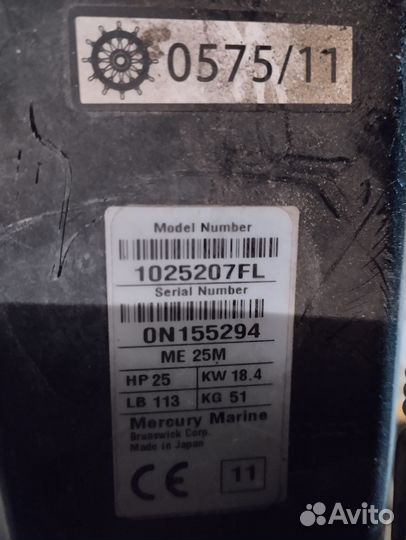 0575/11
Model Number
1025207FL
Serial Number
0N155294
ME 25M
HP 25 KW 18.4
LB 113 KG 51
Mercury Marine
Brunswick Corp.
Made in Japan
CE 11
Avito